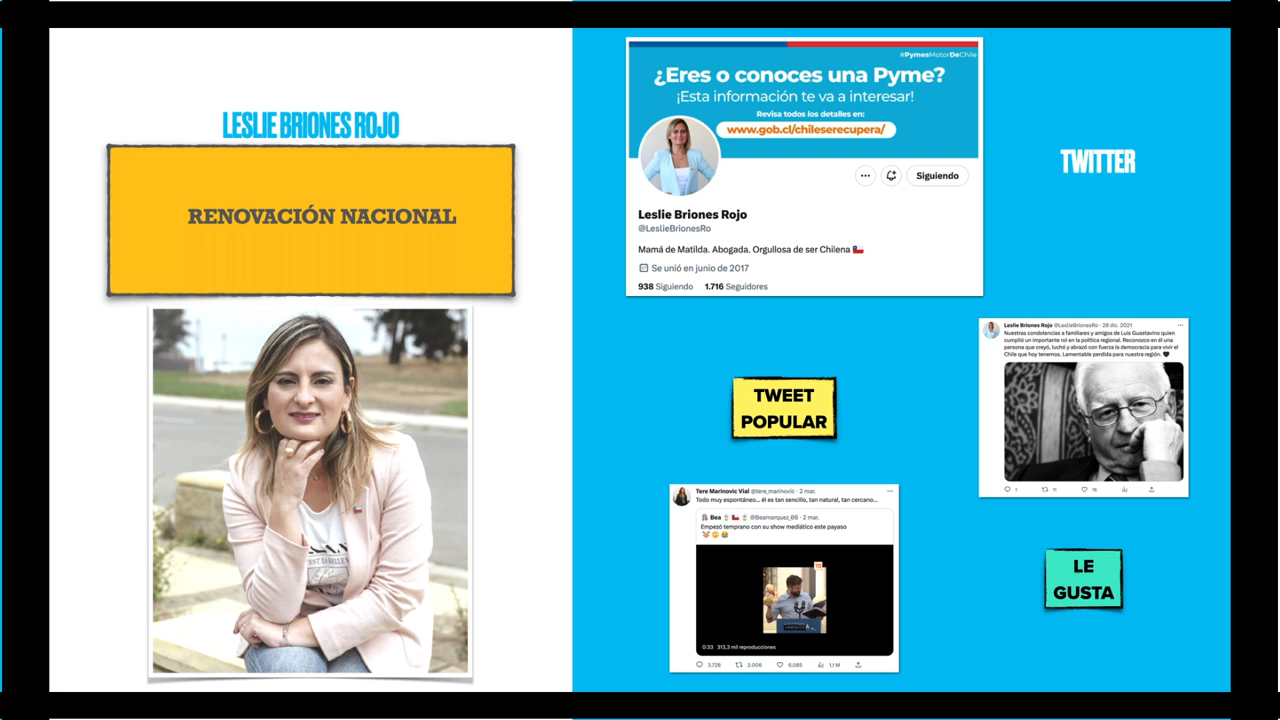 LESLIE BRIONES ROJO
RENOVACIÓN NACIONAL
#PymesMotorDeChile
¿Eres o conoces una Pyme?
¡Esta información te va a interesar!
Revisa todos los detalles en:
www.gob.cl/chileserecupera/
Siguiendo
Leslie Briones Rojo
@LeslieBrionesRo
Mamá de Matilda. Abogada. Orgullosa de ser Chilena 🇨🇱
Se unió en junio de 2017
938 Siguiendo 1.716 Seguidores
TWITTER
Leslie Briones Rojo @LeslieBrionesRo · 28 dic. 2021
Nuestras condolencias a familiares y amigos de Luis Guastavino quien
cumplió un importante rol en la política regional. Reconozco en él una
persona que creyó, luchó y abrazó con fuerza la democracia para vivir el
Chile que hoy tenemos. Lamentable perdida para nuestra región. 🖤
1 11 15
TWEET
POPULAR
Tere Marinovic Vial @tere_marinovic · 2 mar.
Todo muy espontáneo... él es tan sencillo, tan natural, tan cercano...
Bea @Beamarquez_66 · 2 mar.
Empezó temprano con su show mediático este payaso
0:33 313,3 mil reproducciones
3.728 2.006 6.065 1,1 M
LE
GUSTA